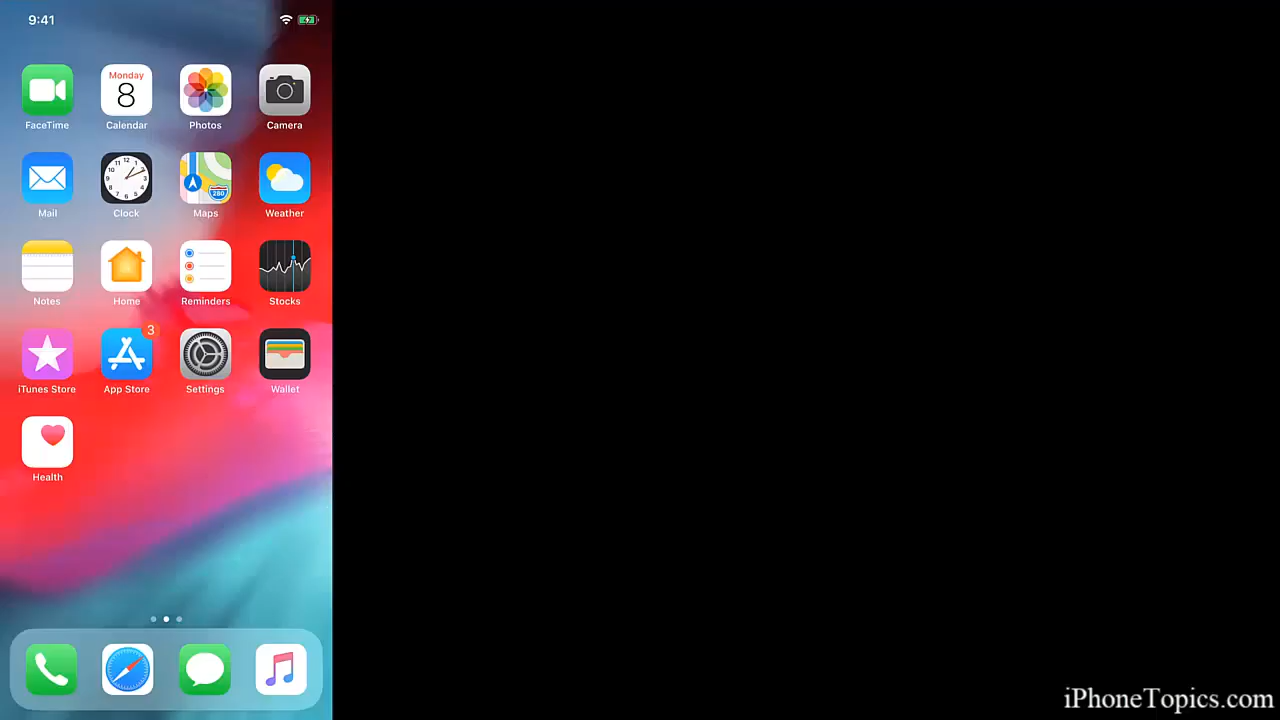 9:41
Monday
8
FaceTime
Calendar
Photos
Camera
280
Mail
Clock
Maps
Weather
Notes
Home
Reminders
Stocks
3
iTunes Store
App Store
Settings
Wallet
Health
iPhoneTopics.com